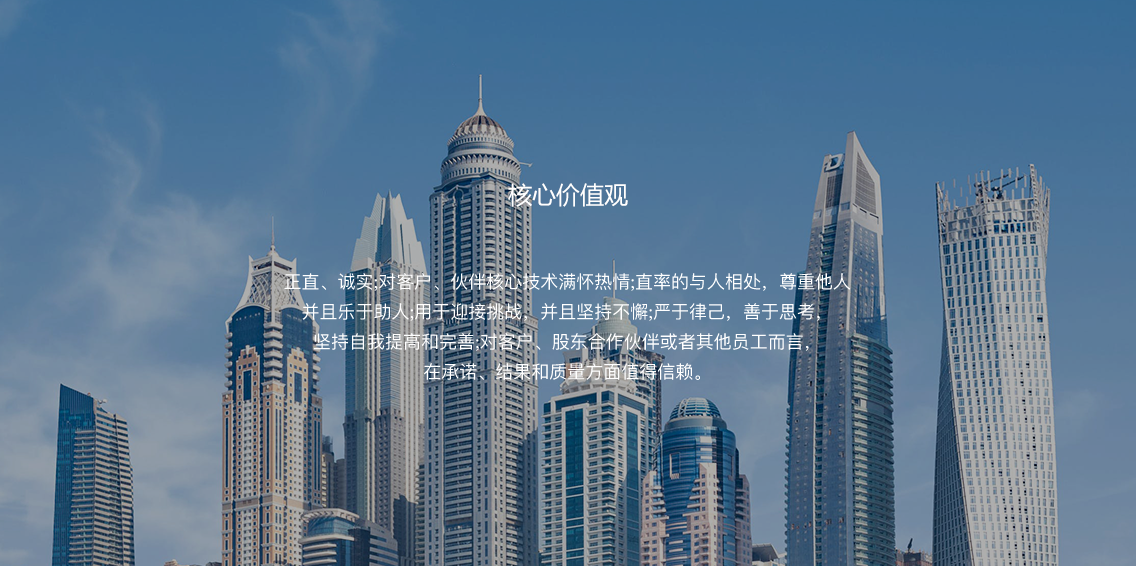 核心价值观
正直、诚实;对客户、伙伴核心技术满怀热情;直率的与人相处，尊重他人
并且乐于助人;用于迎接挑战，并且坚持不懈;严于律己，善于思考，
坚持自我提高和完善;对客户、股东合作伙伴或者其他员工而言，
在承诺、结果和质量方面值得信赖。